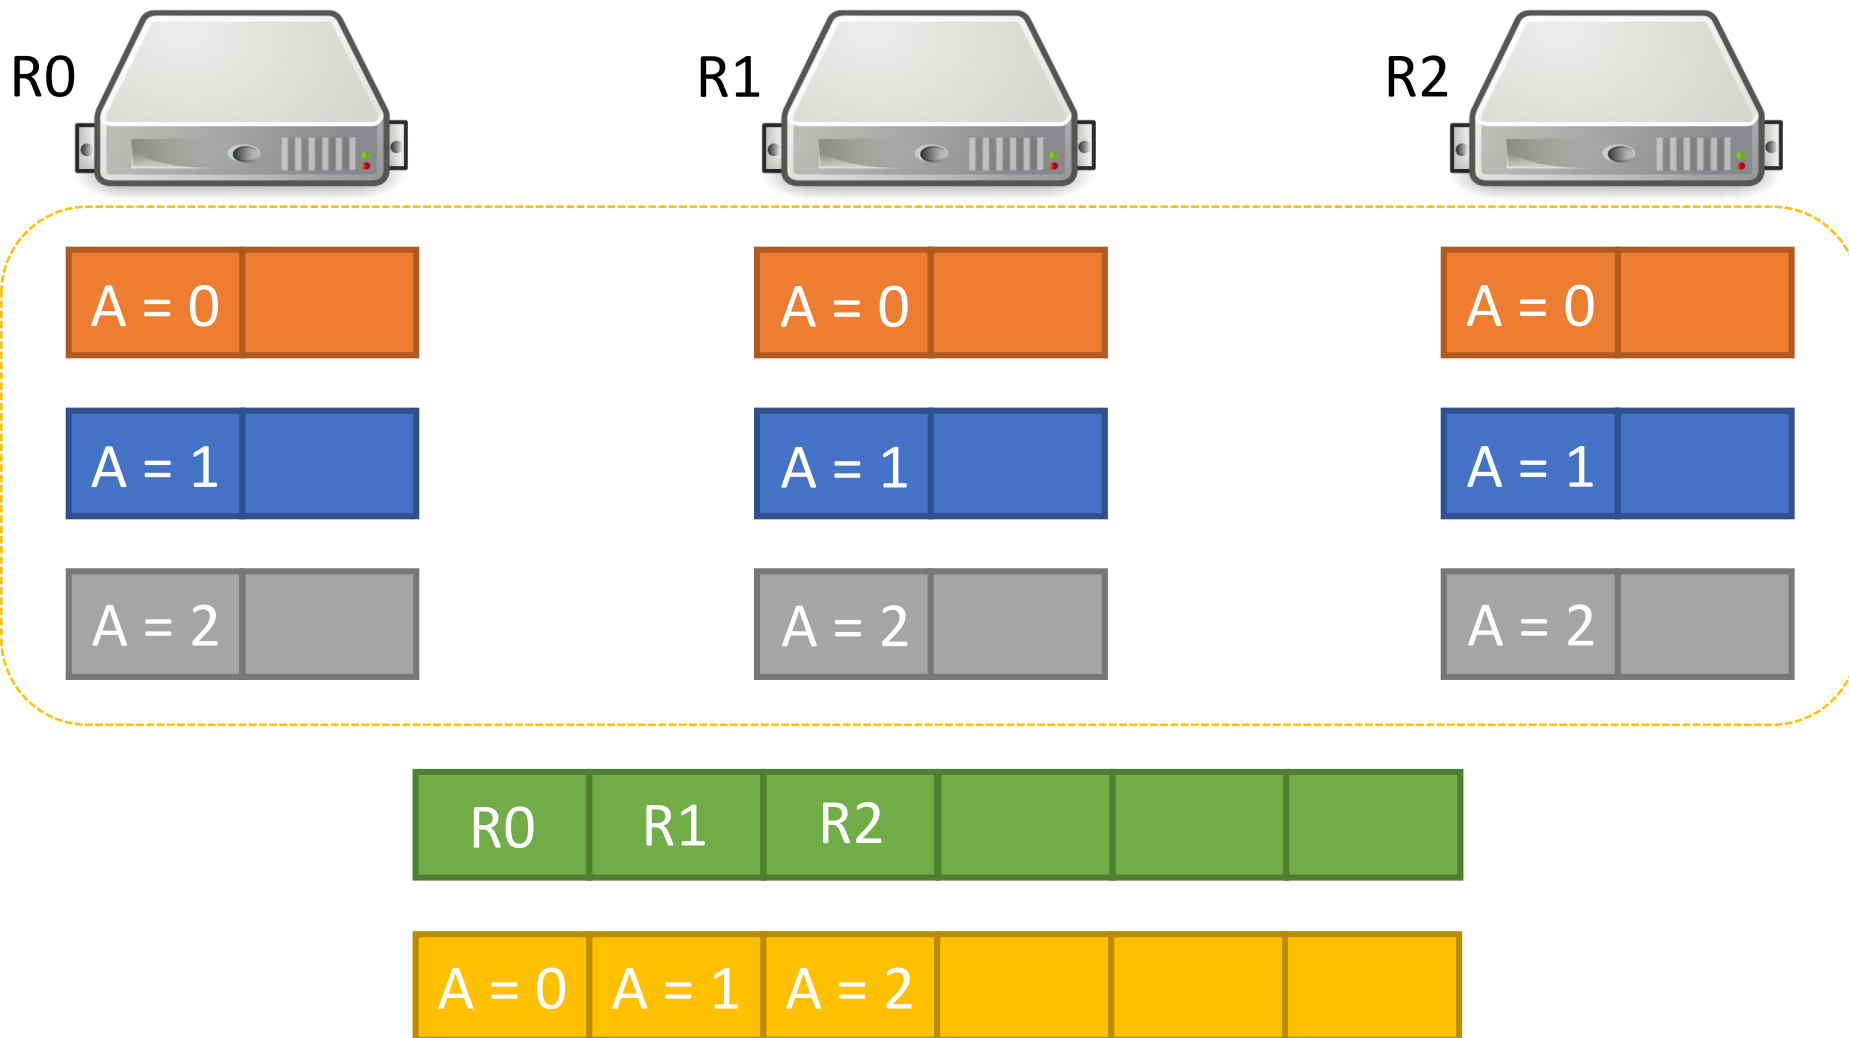 R0 R1 R2
A = 0 A = 0 A = 0
A = 1 A = 1 A = 1
A = 2 A = 2 A = 2
R0 R1 R2
A = 0 A = 1 A = 2